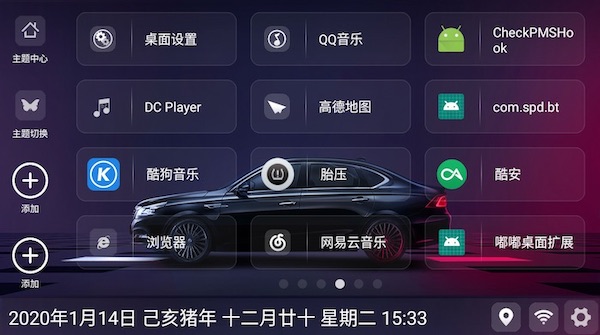 主题中心
主题切换
添加
添加
桌面设置
QQ音乐
CheckPMSHo
ok
DC Player
高德地图
com.spd.bt
酷狗音乐
胎压
酷安
浏览器
网易云音乐
嘟嘟桌面扩展
2020年1月14日 己亥猪年 十二月廿十 星期二 15:33